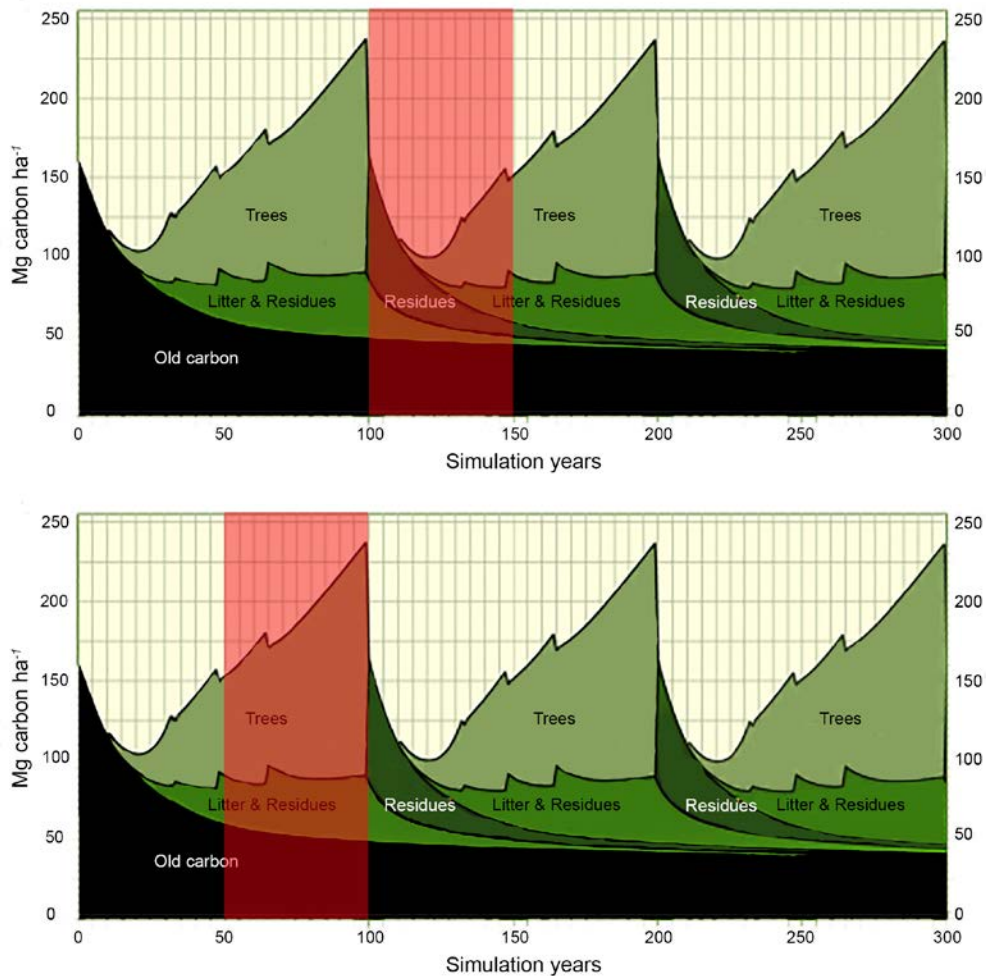 250 250
200 200
Mg carbon ha⁻¹
150 150
Trees Trees Trees
100 100
Litter & Residues Residues Litter & Residues Residues Litter & Residues
50 50
Old carbon
0 0
0 50 100 150 200 250 300
Simulation years
250 250
200 200
Mg carbon ha⁻¹
150 150
Trees Trees Trees
100 100
Litter & Residues Residues Litter & Residues Residues Litter & Residues
50 50
Old carbon
0 0
0 50 100 150 200 250 300
Simulation years